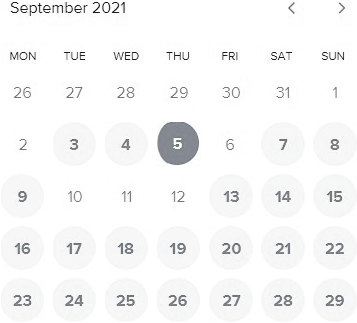 September 2021
MON TUE WED THU FRI SAT SUN
26 27 28 29 30 31 1
2 3 4 5 6 7 8
9 10 11 12 13 14 15
16 17 18 19 20 21 22
23 24 25 26 27 28 29